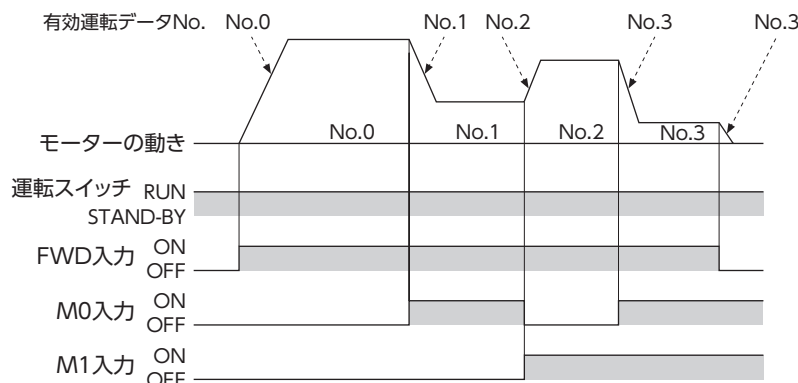 有効運転データNo. No.0 No.1 No.2 No.3 No.3
モーターの動き No.0 No.1 No.2 No.3
運転スイッチ RUN
STAND-BY
FWD入力 ON
OFF
M0入力 ON
OFF
M1入力 ON
OFF